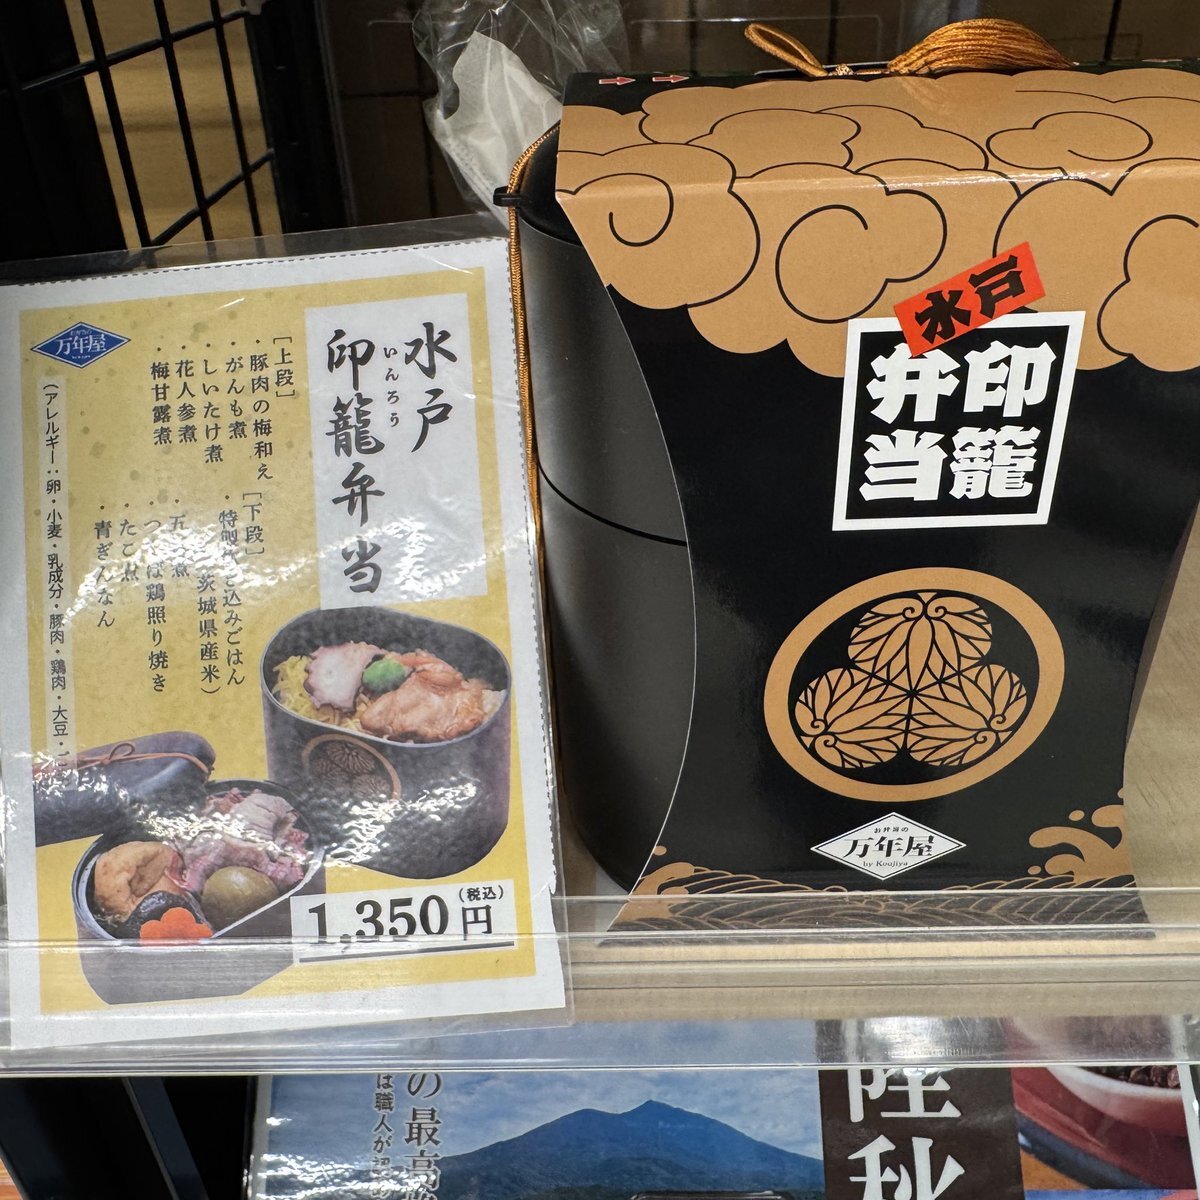 お弁当の
万年屋
by Koujiya
水戸
印籠弁当
いんろう
［上段］
・豚肉の梅和え
・がんも煮
・しいたけ煮
・花人参煮
・梅甘露煮
［下段］
・特製炊き込みごはん
茨城県産米）
・五
煮
・つくば鶏照り焼き
・たこ煮
・青ぎんなん
（アレルギー：卵・小麦・乳成分・豚肉・鶏肉・大豆・
1,350円
（税込）
水戸
印籠
弁当
お弁当の
万年屋
by Koujiya
の最高
は職人が
陸
秋